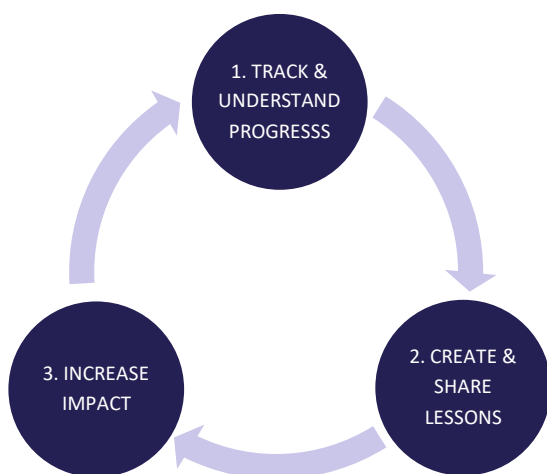 1. TRACK &
UNDERSTAND
PROGRESSS
2. CREATE &
SHARE
LESSONS
3. INCREASE
IMPACT